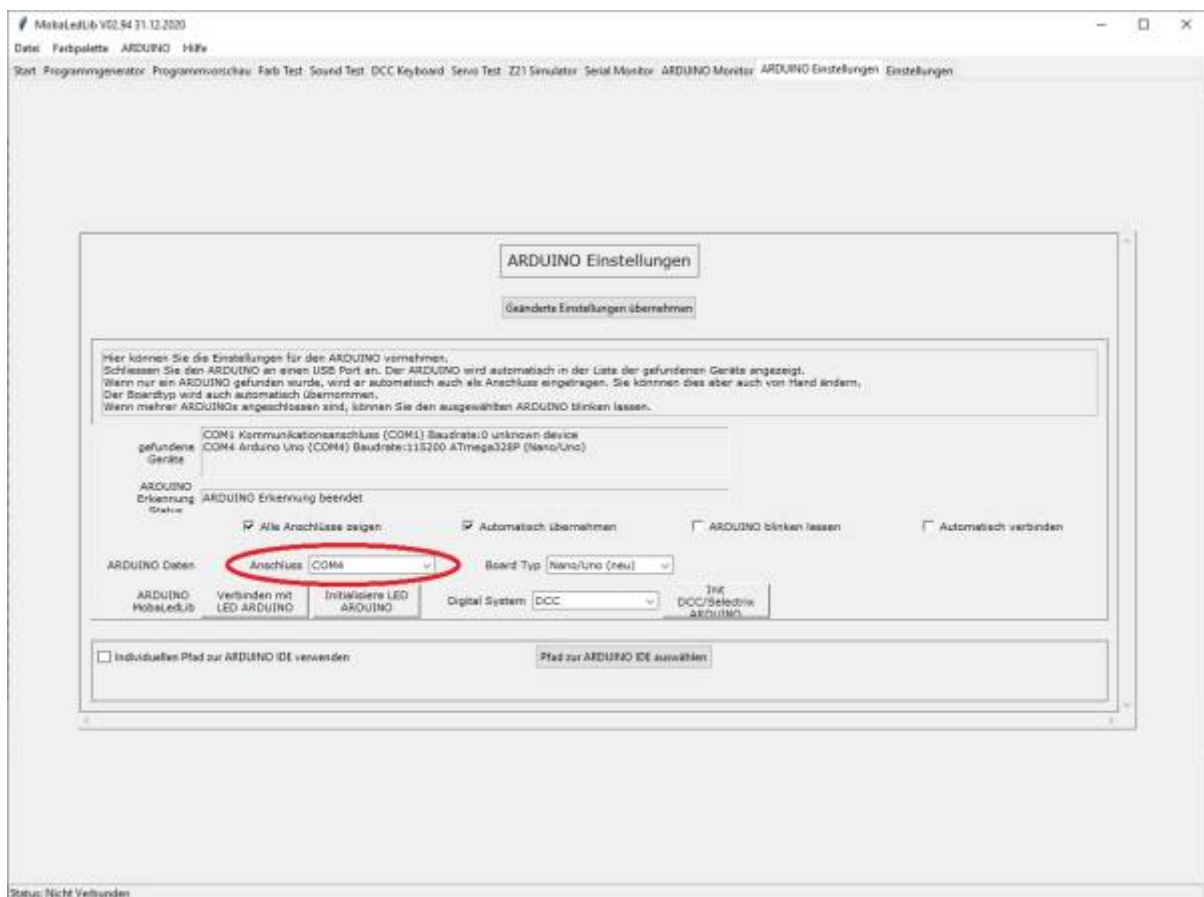 MobaLedLib V02.94 31.12.2020
Datei Farbpalette ARDUINO Hilfe
Start Programmgenerator Programmvorschau Farb Test Sound Test DCC Keyboard Servo Test Z21 Simulator Serial Monitor ARDUINO Monitor ARDUINO Einstellungen Einstellungen
ARDUINO Einstellungen
Geänderte Einstellungen übernehmen
Hier können Sie die Einstellungen für den ARDUINO vornehmen.
Schliessen Sie den ARDUINO an einen USB Port an. Der ARDUINO wird automatisch in der Liste der gefundenen Geräte angezeigt.
Wenn nur ein ARDUINO gefunden wurde, wird er automatisch auch als Anschluss eingetragen. Sie könnnen dies aber auch von Hand ändern.
Der Boardtyp wird auch automatisch übernommen.
Wenn mehrer ARDUINOs angeschlossen sind, können Sie den ausgewählten ARDUINO blinken lassen.
gefundene Geräte
COM1 Kommunikationsanschluss (COM1) Baudrate:0 unknown device
COM4 Arduino Uno (COM4) Baudrate:115200 ATmega328P (Nano/Uno)
ARDUINO
Erkennung
Status
ARDUINO Erkennung beendet
Alle Anschlüsse zeigen Automatisch übernehmen ARDUINO blinken lassen Automatisch verbinden
ARDUINO Daten Anschluss COM4 Board Typ Nano/Uno (neu)
ARDUINO MobaLedLib
Verbinden mit LED ARDUINO
Initialisiere LED ARDUINO
Digital System DCC
Init DCC/Selectrix ARDUINO
Individuellen Pfad zur ARDUINO IDE verwenden Pfad zur ARDUINO IDE auswählen
Status: Nicht Verbunden